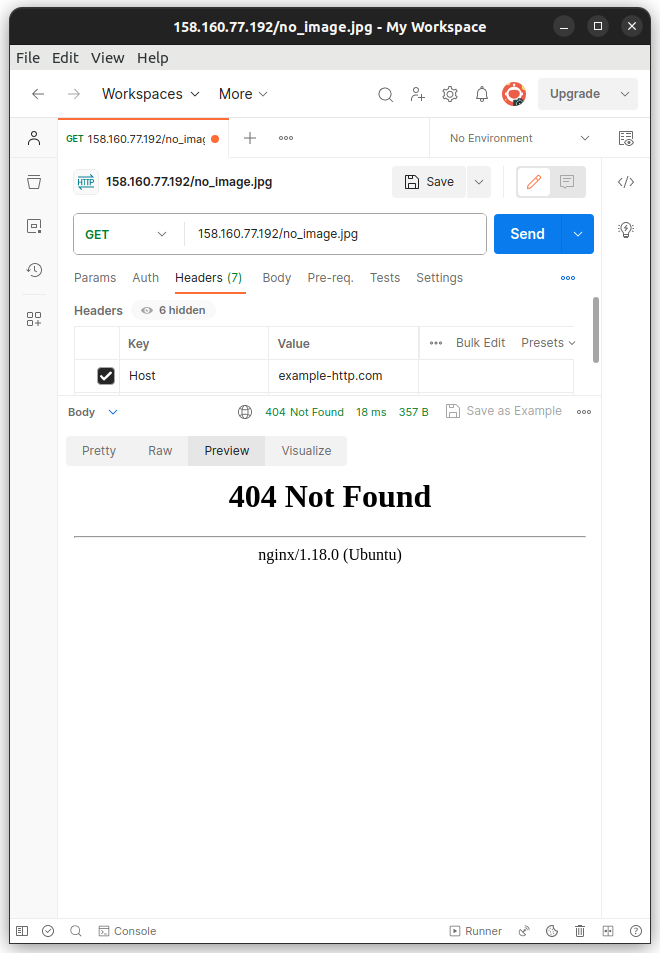 158.160.77.192/no_image.jpg - My Workspace
File Edit View Help
Workspaces More Upgrade
GET 158.160.77.192/no_imag No Environment
HTTP 158.160.77.192/no_image.jpg Save
GET 158.160.77.192/no_image.jpg Send
Params Auth Headers (7) Body Pre-req. Tests Settings
Headers 6 hidden
Key Value Bulk Edit Presets
Host example-http.com
Body 404 Not Found 18 ms 357 B Save as Example
Pretty Raw Preview Visualize
404 Not Found
nginx/1.18.0 (Ubuntu)
Console Runner